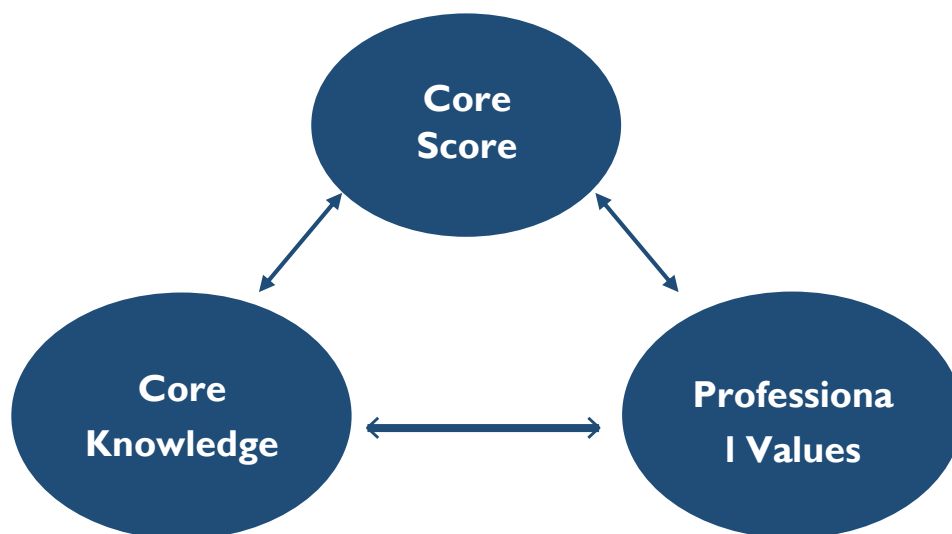 Core
Score
Core
Knowledge
Professiona
l Values